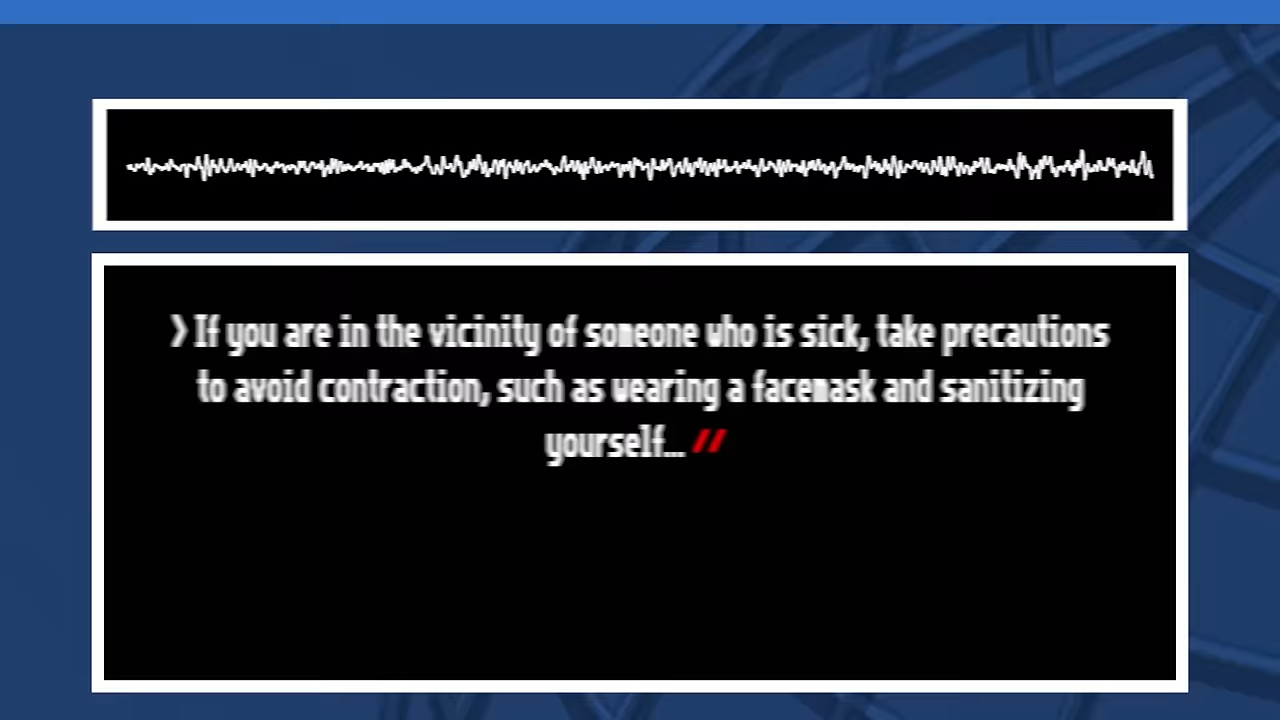 ❯ If you are in the vicinity of someone who is sick, take precautions
to avoid contraction, such as wearing a facemask and sanitizing
yourself... //